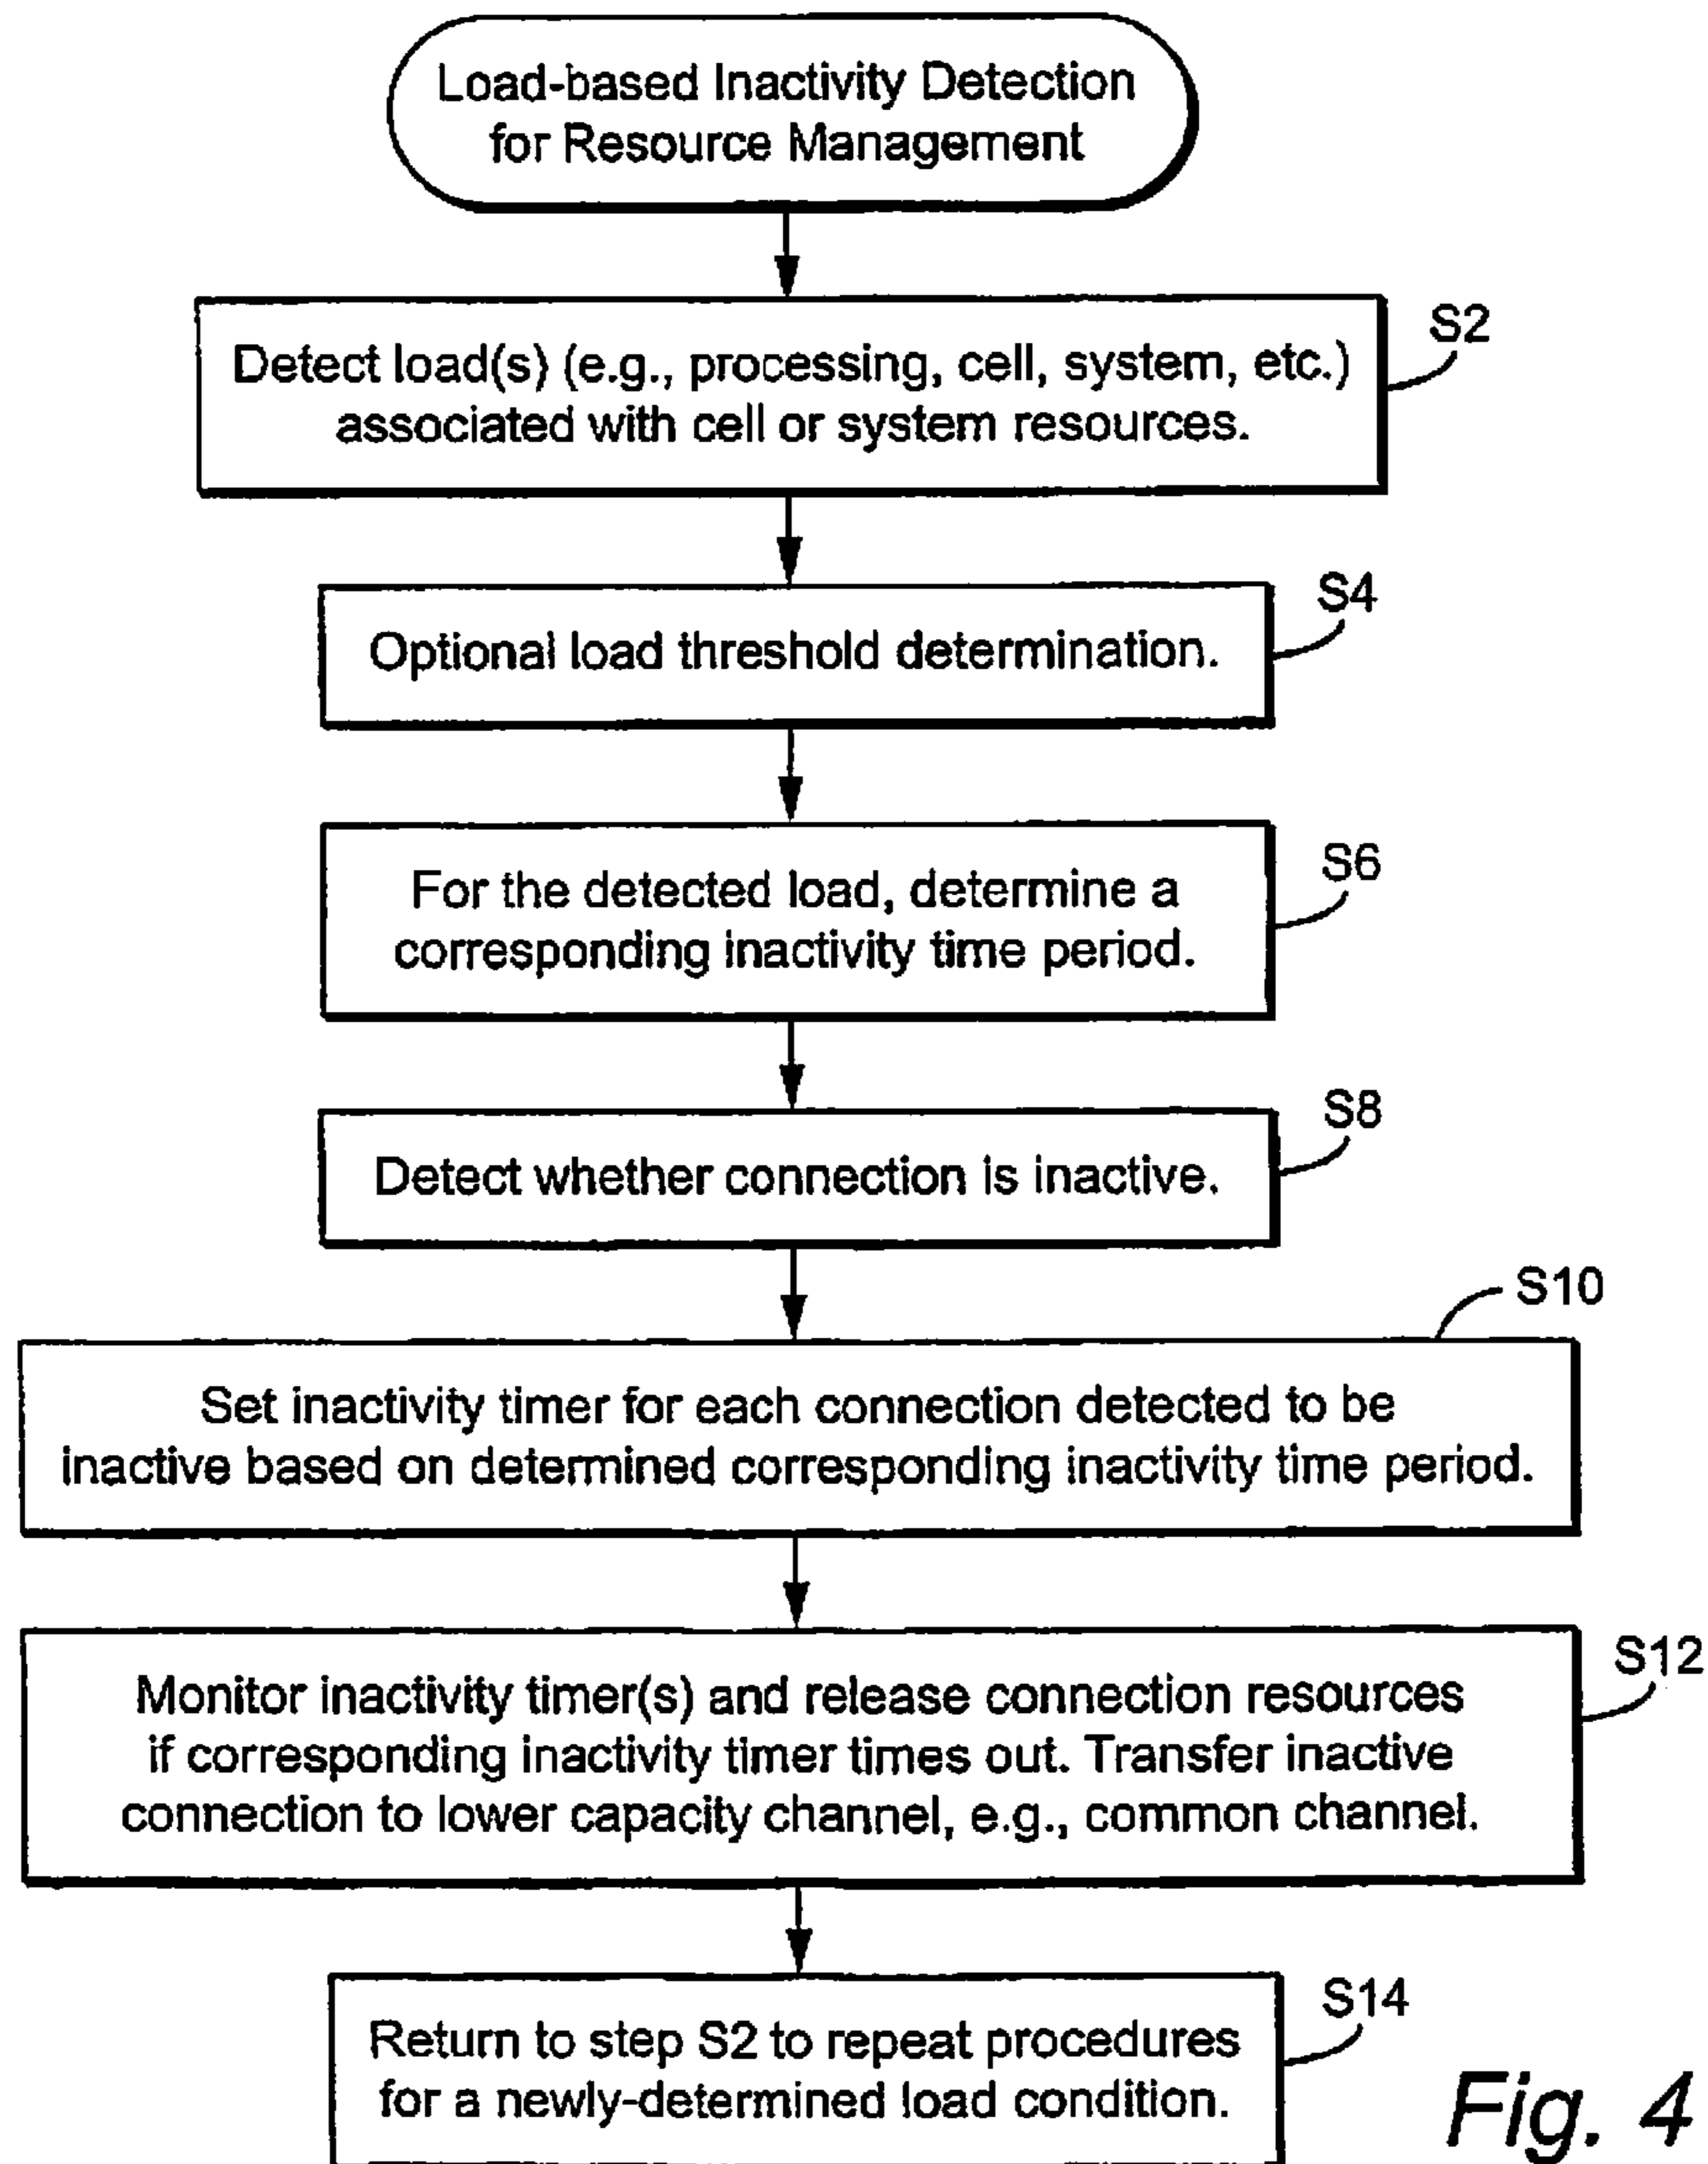 Load-based Inactivity Detection
for Resource Management
S2
Detect load(s) (e.g., processing, cell, system, etc.)
associated with cell or system resources.
S4
Optional load threshold determination.
S6
For the detected load, determine a
corresponding inactivity time period.
S8
Detect whether connection is inactive.
S10
Set inactivity timer for each connection detected to be
inactive based on determined corresponding inactivity time period.
S12
Monitor inactivity timer(s) and release connection resources
if corresponding inactivity timer times out. Transfer inactive
connection to lower capacity channel, e.g., common channel.
S14
Return to step S2 to repeat procedures
for a newly-determined load condition.
Fig. 4